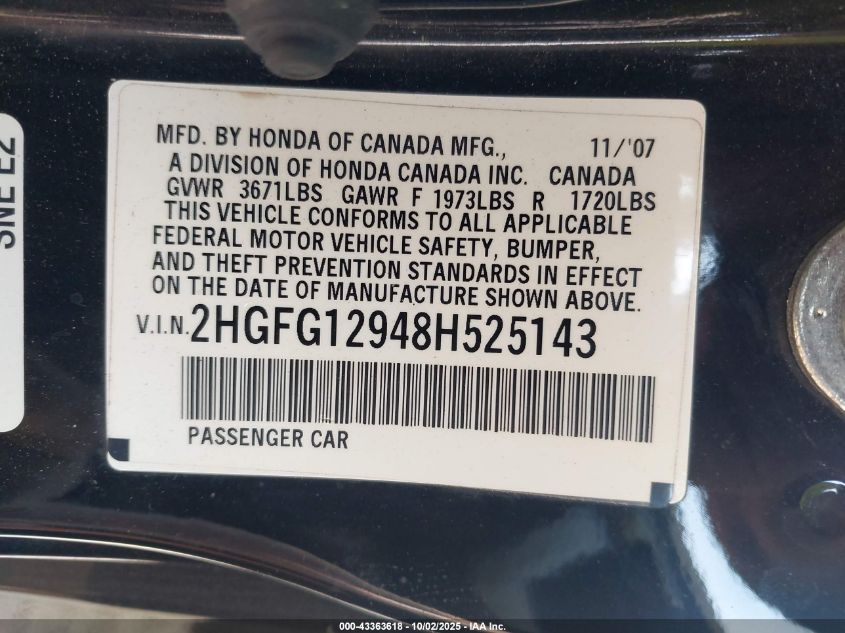 SNE E2
MFD. BY HONDA OF CANADA MFG., 11/'07
A DIVISION OF HONDA CANADA INC. CANADA
GVWR 3671LBS GAWR F 1973LBS R 1720LBS
THIS VEHICLE CONFORMS TO ALL APPLICABLE
FEDERAL MOTOR VEHICLE SAFETY, BUMPER,
AND THEFT PREVENTION STANDARDS IN EFFECT
ON THE DATE OF MANUFACTURE SHOWN ABOVE.
V.I.N. 2HGFG12948H525143
PASSENGER CAR
000-43363618 - 10/02/2025 - IAA Inc.